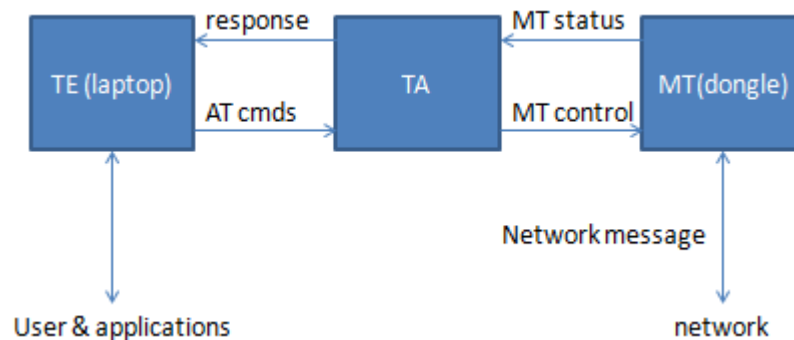 response
MT status
TE (laptop)
TA
MT(dongle)
AT cmds
MT control
Network message
User & applications
network